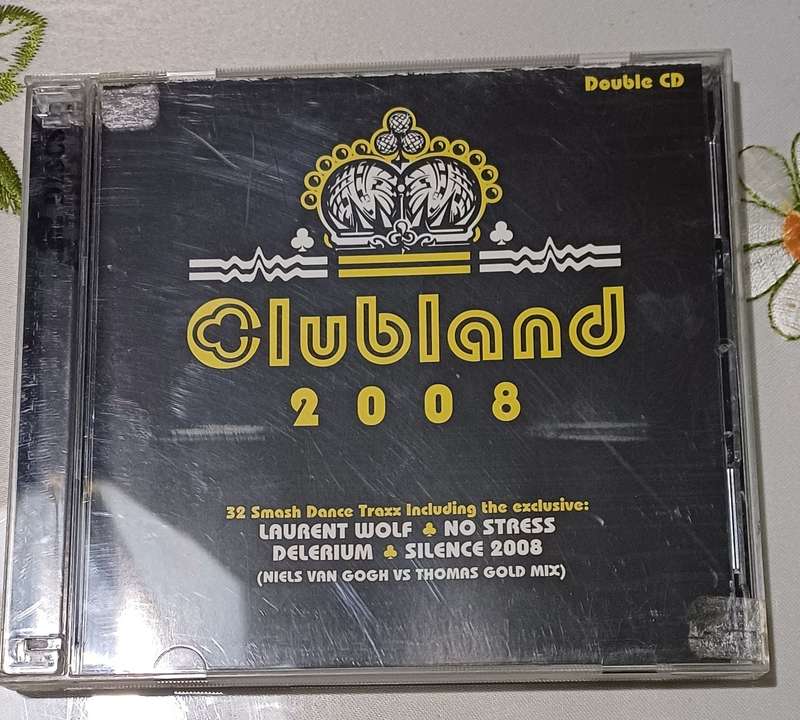 Double CD
Clubland
2008
32 Smash Dance Traxx Including the exclusive:
LAURENT WOLF ♣ NO STRESS
DELERIUM ♣ SILENCE 2008
(NIELS VAN GOGH VS THOMAS GOLD MIX)